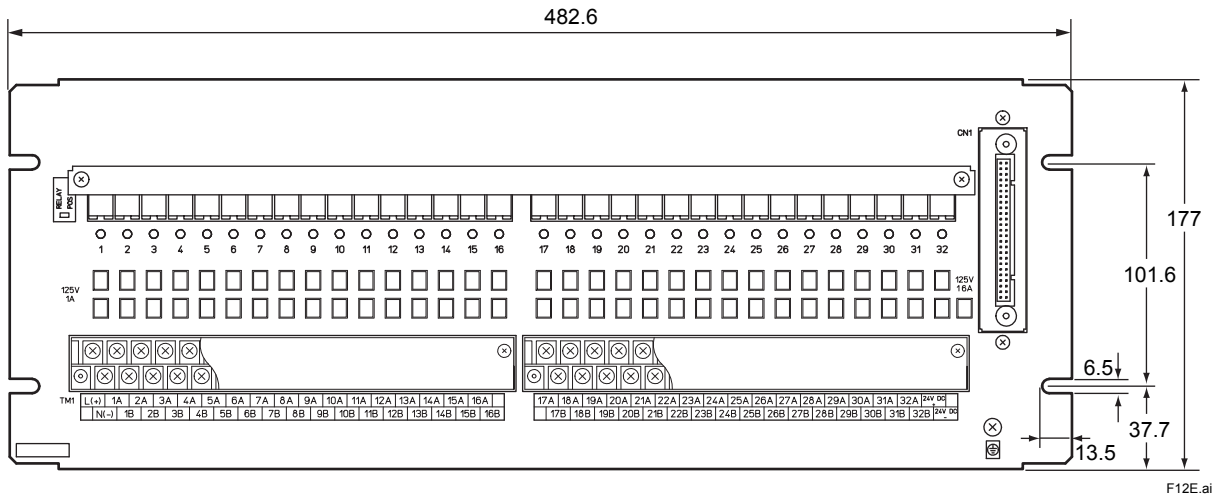 482.6
CN1
RELAY
POS
1 2 3 4 5 6 7 8 9 10 11 12 13 14 15 16 17 18 19 20 21 22 23 24 25 26 27 28 29 30 31 32
177
125V
1A
125V
16A
101.6
6.5
TM1
L(+) 1A 2A 3A 4A 5A 6A 7A 8A 9A 10A 11A 12A 13A 14A 15A 16A 17A 18A 19A 20A 21A 22A 23A 24A 25A 26A 27A 28A 29A 30A 31A 32A 24V DC +
N(-) 1B 2B 3B 4B 5B 6B 7B 8B 9B 10B 11B 12B 13B 14B 15B 16B 17B 18B 19B 20B 21B 22B 23B 24B 25B 26B 27B 28B 29B 30B 31B 32B 24V DC -
37.7
13.5
F12E.ai